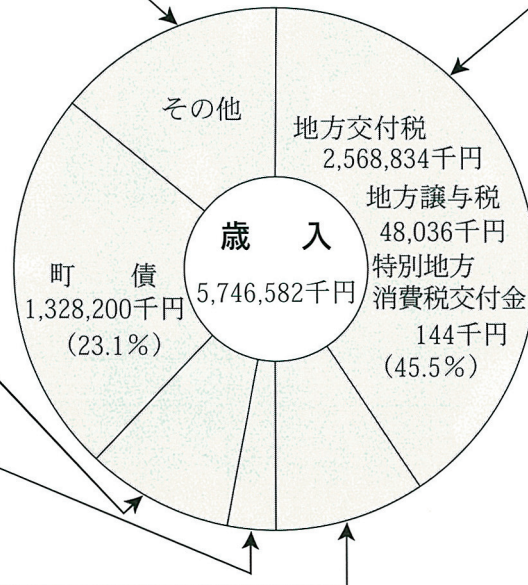 その他
地方交付税
2,568,834千円
地方譲与税
48,036千円
特別地方
消費税交付金
144千円
(45.5%)
歳 入
5,746,582千円
町 債
1,328,200千円
(23.1%)